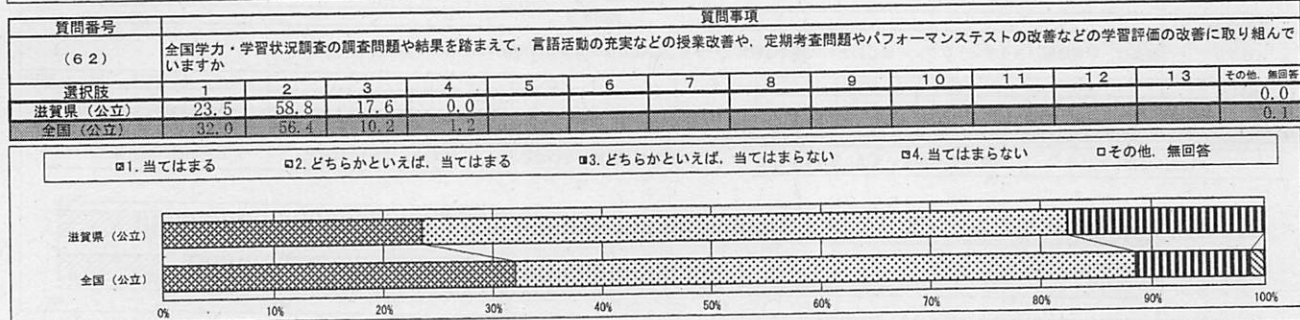 質問番号 質問事項
(62) 全国学力・学習状況調査の調査問題や結果を踏まえて，言語活動の充実などの授業改善や，定期考査問題やパフォーマンステストの改善などの学習評価の改善に取り組んで
いますか
選択肢 1 2 3 4 5 6 7 8 9 10 11 12 13 その他，無回答
滋賀県（公立） 23.5 58.8 17.6 0.0 0.0
全国（公立） 32.0 56.4 10.2 1.2 0.1
1.当てはまる 2.どちらかといえば，当てはまる 3.どちらかといえば，当てはまらない 4.当てはまらない その他，無回答
滋賀県（公立）
全国（公立）
0% 10% 20% 30% 40% 50% 60% 70% 80% 90% 100%